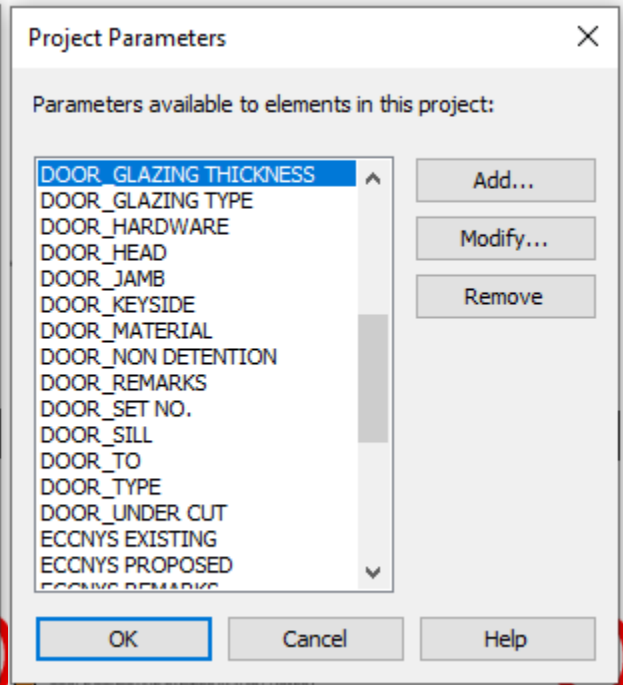 Project Parameters
Parameters available to elements in this project:
DOOR_GLAZING THICKNESS
DOOR_GLAZING TYPE
DOOR_HARDWARE
DOOR_HEAD
DOOR_JAMB
DOOR_KEYSIDE
DOOR_MATERIAL
DOOR_NON DETENTION
DOOR_REMARKS
DOOR_SET NO.
DOOR_SILL
DOOR_TO
DOOR_TYPE
DOOR_UNDER CUT
ECCNYS EXISTING
ECCNYS PROPOSED
ECCNYS REMARKS
Add...
Modify...
Remove
OK
Cancel
Help